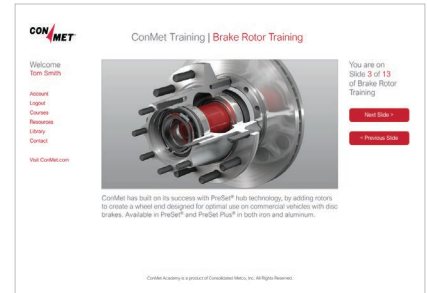 CONMET
ConMet Training | Brake Rotor Training
Welcome
Tom Smith
Account
Logout
Courses
Resources
Library
Contact
Visit ConMet.com
You are on
Slide 3 of 13
of Brake Rotor
Training
Next Slide >
< Previous Slide
ConMet has built on its success with PreSet® hub technology, by adding rotors
to create a wheel end designed for optimal use on commercial vehicles with disc
brakes. Available in PreSet® and PreSet Plus® in both iron and aluminum.
ConMet Academy is a product of Consolidated Metco, Inc. All Rights Reserved.